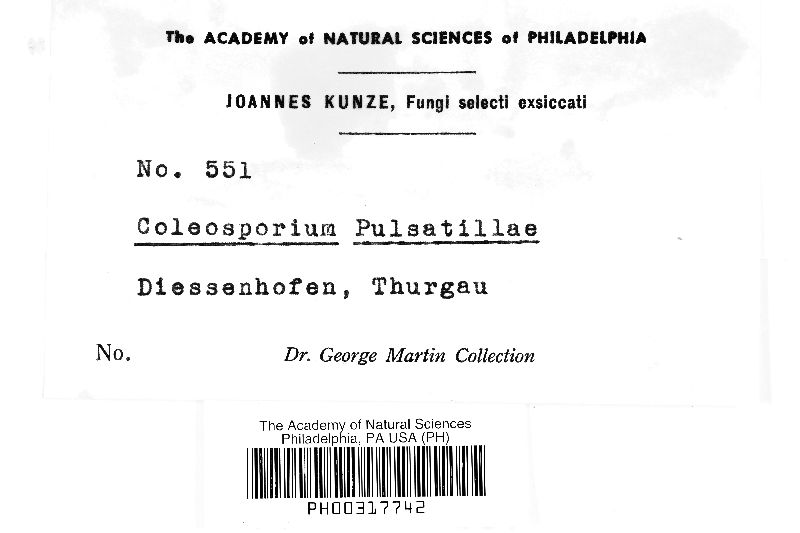 The ACADEMY of NATURAL SCIENCES of PHILADELPHIA
JOANNES KUNZE, Fungi selecti exsiccati
No. 551
Coleosporium Pulsatillae
Diessenhofen, Thurgau
No. Dr. George Martin Collection
The Academy of Natural Sciences
Philadelphia, PA USA (PH)
PH00317742